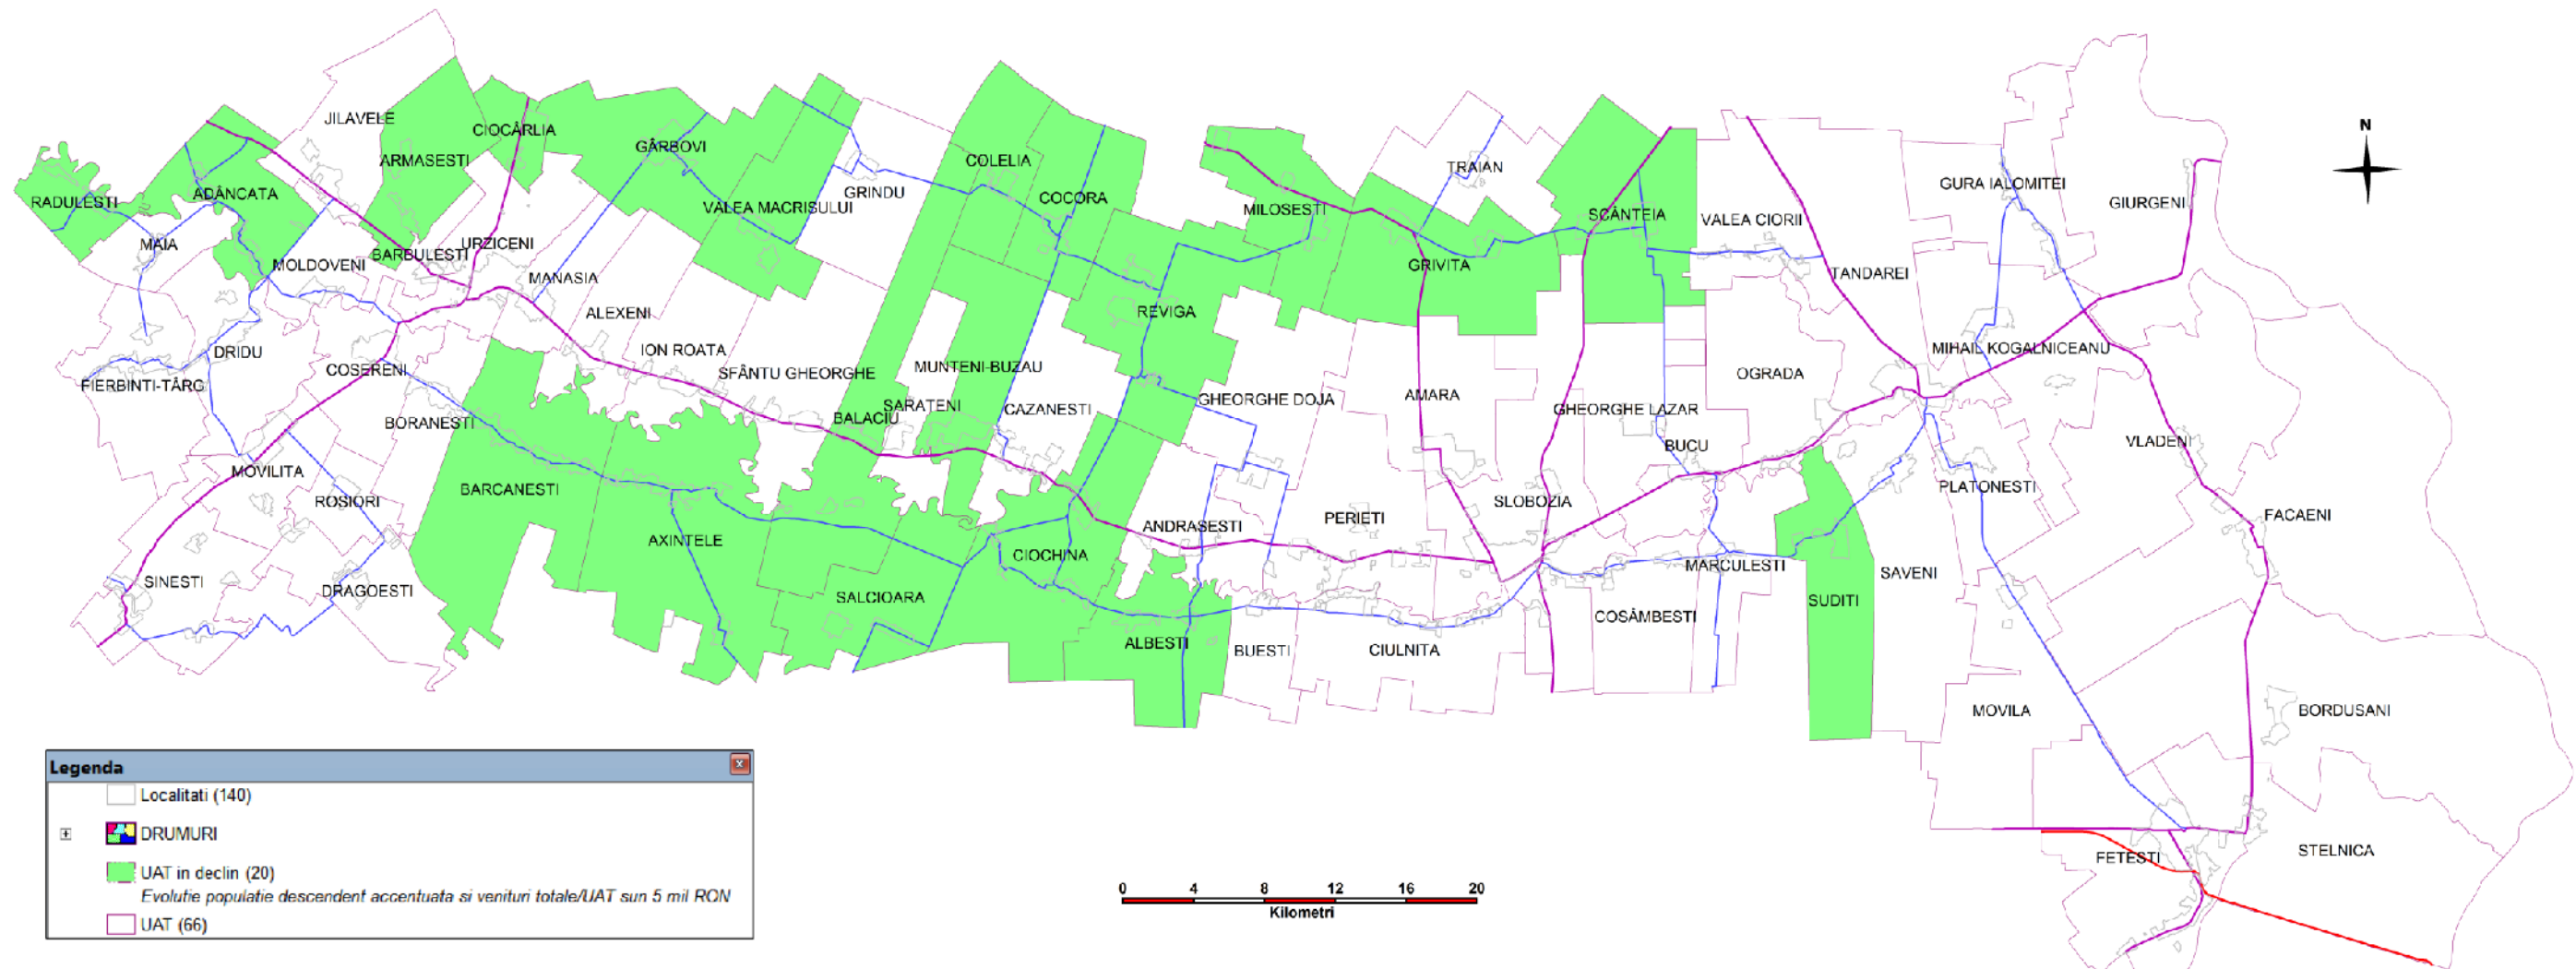 JILAVELE
N
CIOCÂRLIA
ARMASESTI
GÂRBOVI
COLELIA
TRAIAN
GURA IALOMITEI
RADULESTI
ADÂNCATA
GRINDU
COCORA
GIURGENI
VALEA MACRISULUI
MILOSESTI
SCÂNTEIA
VALEA CIORII
MAIA
URZICENI
BARBULESTI
MOLDOVENI
MANASIA
GRIVITA
TANDAREI
ALEXENI
REVIGA
DRIDU
ION ROATA
MIHAIL KOGALNICEANU
COSERENI
SFÂNTU GHEORGHE
MUNTENI-BUZAU
OGRADA
FIERBINTI-TÂRG
GHEORGHE DOJA
AMARA
SARATENI
CAZANESTI
GHEORGHE LAZAR
BALACIU
BORANESTI
BUCU
VLADENI
MOVILITA
BARCANESTI
PLATONESTI
ROSIORI
SLOBOZIA
FACAENI
PERIETI
ANDRASESTI
AXINTELE
CIOCHINA
MARCULESTI
SAVENI
SINESTI
DRAGOESTI
SALCIOARA
SUDITI
COSÂMBESTI
ALBESTI
BUESTI
CIULNITA
MOVILA
BORDUSANI
STELNICA
FETESTI
Legenda
Localitati (140)
DRUMURI
UAT in declin (20)
Evolutie populatie descendent accentuata si venituri totale/UAT sun 5 mil RON
UAT (66)
0 4 8 12 16 20
Kilometri